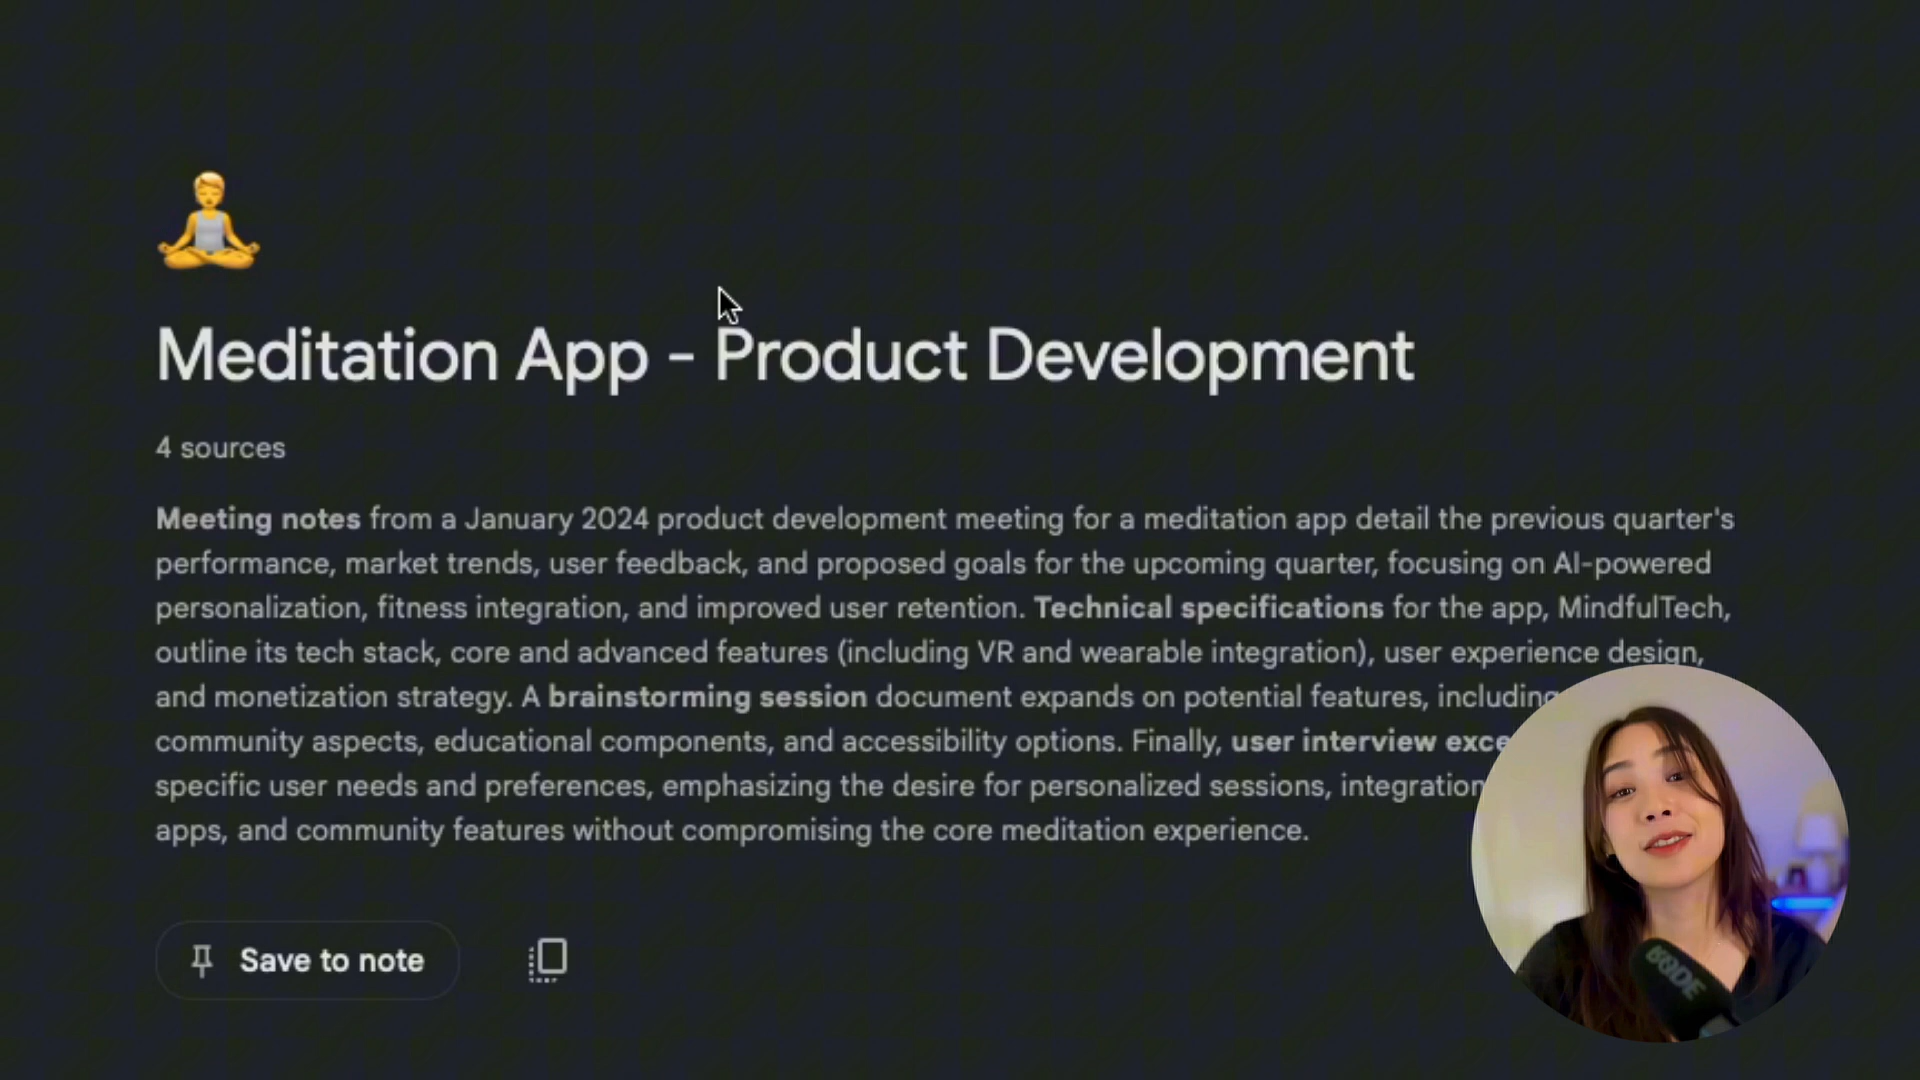 Meditation App - Product Development
4 sources
Meeting notes from a January 2024 product development meeting for a meditation app detail the previous quarter's
performance, market trends, user feedback, and proposed goals for the upcoming quarter, focusing on AI-powered
personalization, fitness integration, and improved user retention. Technical specifications for the app, MindfulTech,
outline its tech stack, core and advanced features (including VR and wearable integration), user experience design,
and monetization strategy. A brainstorming session document expands on potential features, including
community aspects, educational components, and accessibility options. Finally, user interview
specific user needs and preferences, emphasizing the desire for personalized sessions, integration
apps, and community features without compromising the core meditation experience.
Save to note
RODE